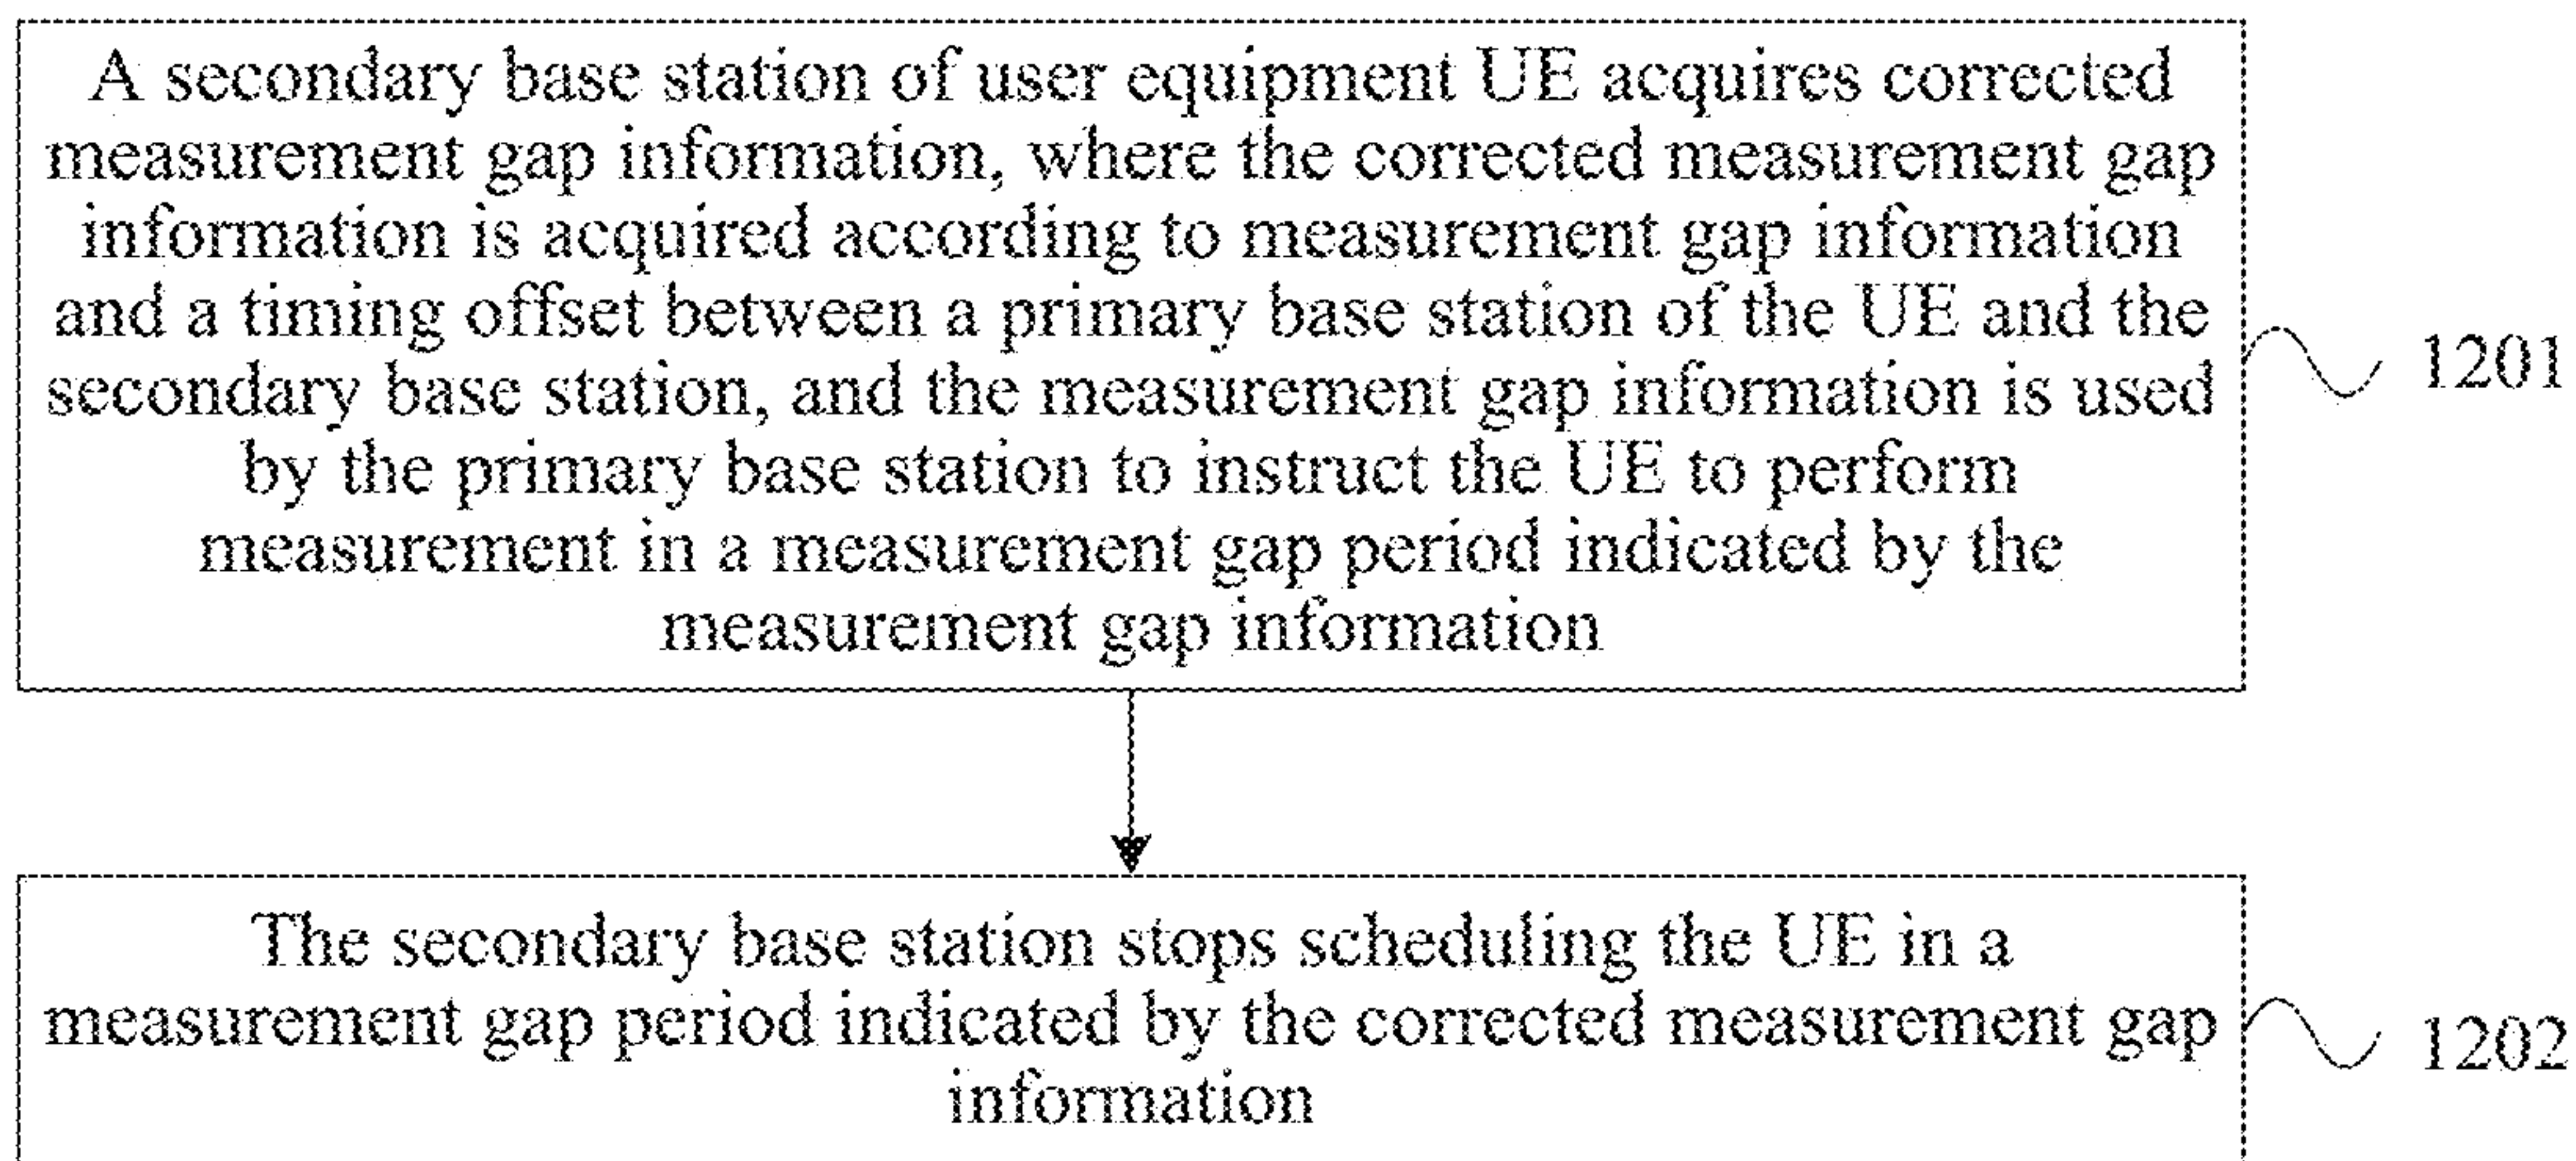 A secondary base station of user equipment UE acquires corrected
measurement gap information, where the corrected measurement gap
information is acquired according to measurement gap information
and a timing offset between a primary base station of the UE and the
secondary base station, and the measurement gap information is used
by the primary base station to instruct the UE to perform
measurement in a measurement gap period indicated by the
measurement gap information
1201
The secondary base station stops scheduling the UE in a
measurement gap period indicated by the corrected measurement gap
information
1202